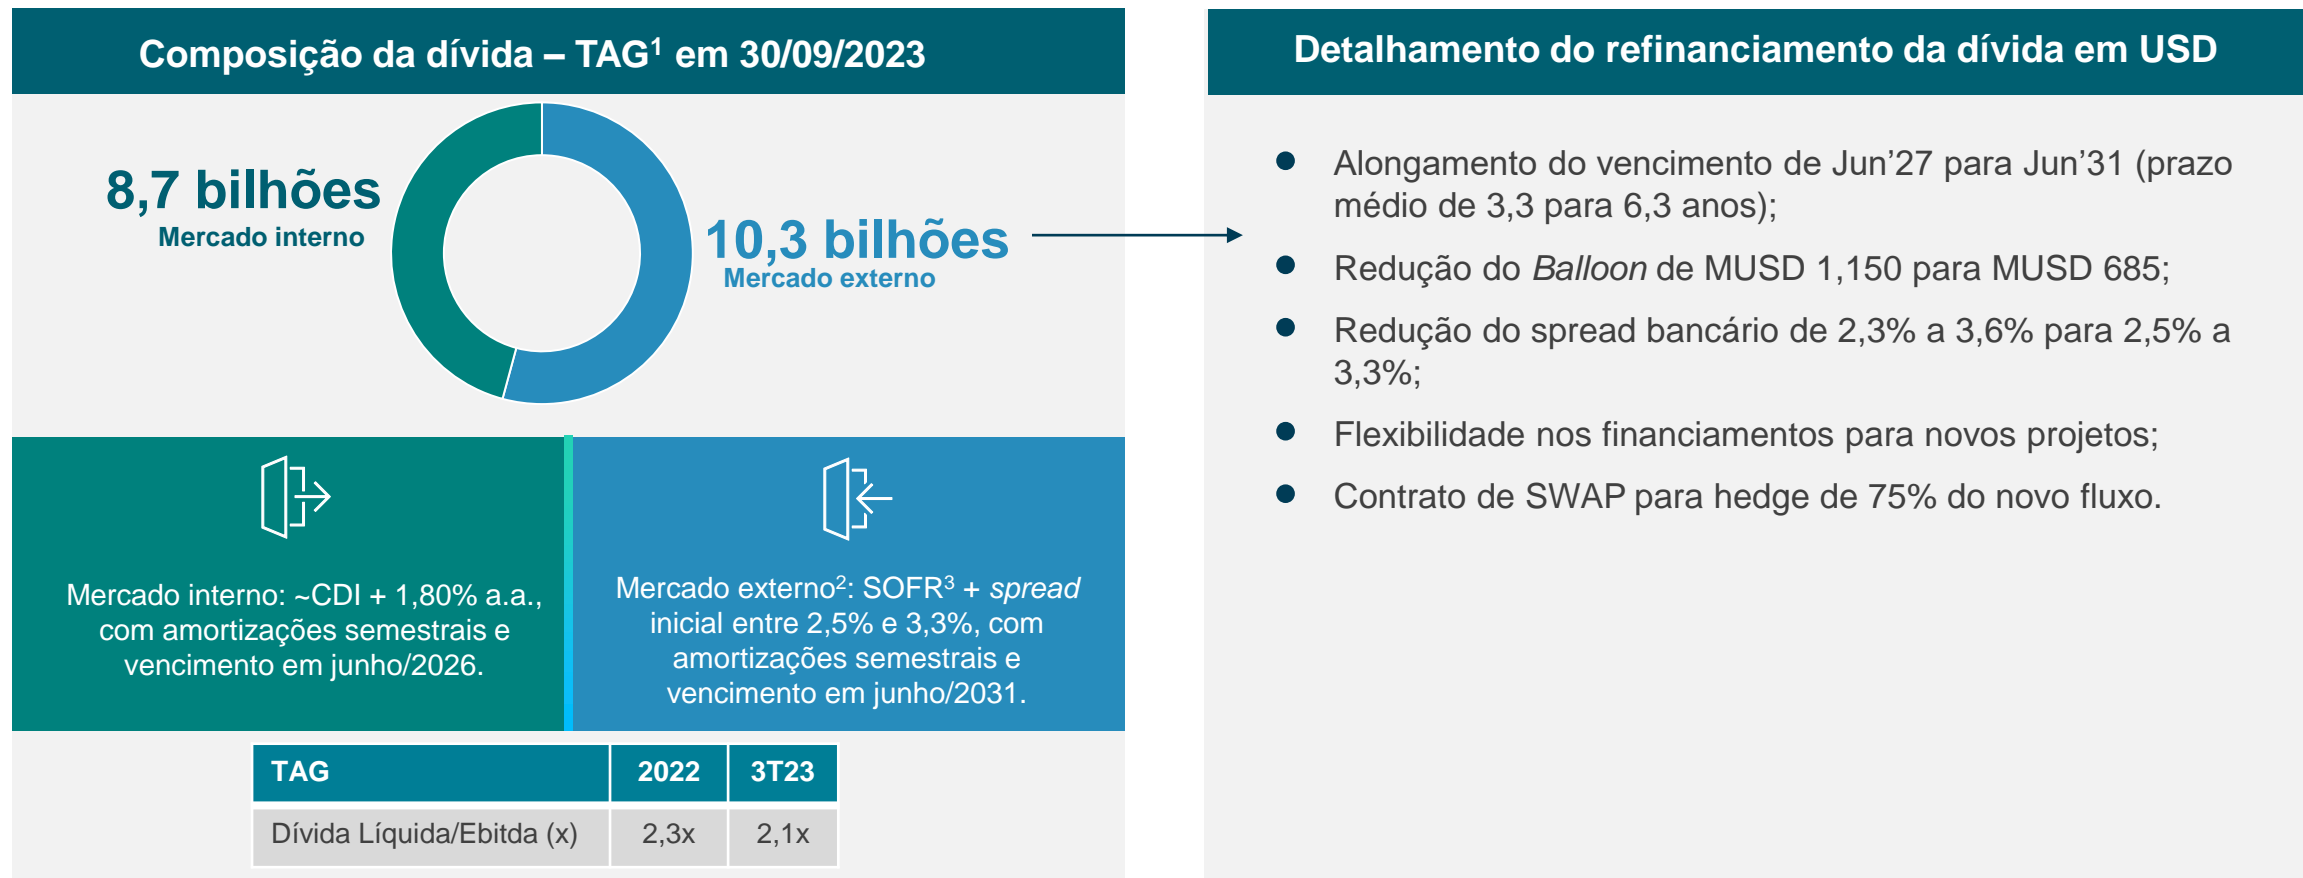 Composição da dívida – TAG¹ em 30/09/2023
8,7 bilhões
Mercado interno
10,3 bilhões
Mercado externo
Mercado interno: ~CDI + 1,80% a.a.,
com amortizações semestrais e
vencimento em junho/2026.
Mercado externo²: SOFR³ + spread
inicial entre 2,5% e 3,3%, com
amortizações semestrais e
vencimento em junho/2031.
TAG 2022 3T23
Dívida Líquida/Ebitda (x) 2,3x 2,1x
Detalhamento do refinanciamento da dívida em USD
● Alongamento do vencimento de Jun’27 para Jun’31 (prazo
médio de 3,3 para 6,3 anos);
● Redução do Balloon de MUSD 1,150 para MUSD 685;
● Redução do spread bancário de 2,3% a 3,6% para 2,5% a
3,3%;
● Flexibilidade nos financiamentos para novos projetos;
● Contrato de SWAP para hedge de 75% do novo fluxo.